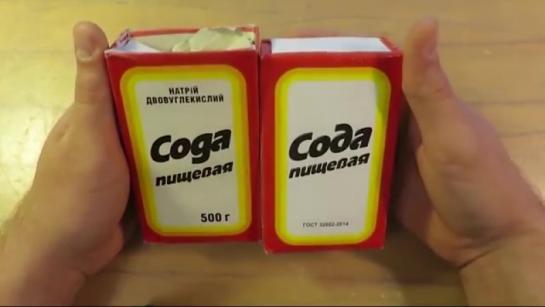 НАТРІЙ
ДВОВУГЛЕКИСЛИЙ
Сода
пищевая
500 г
Сода
пищевая
ГОСТ 32802-2014